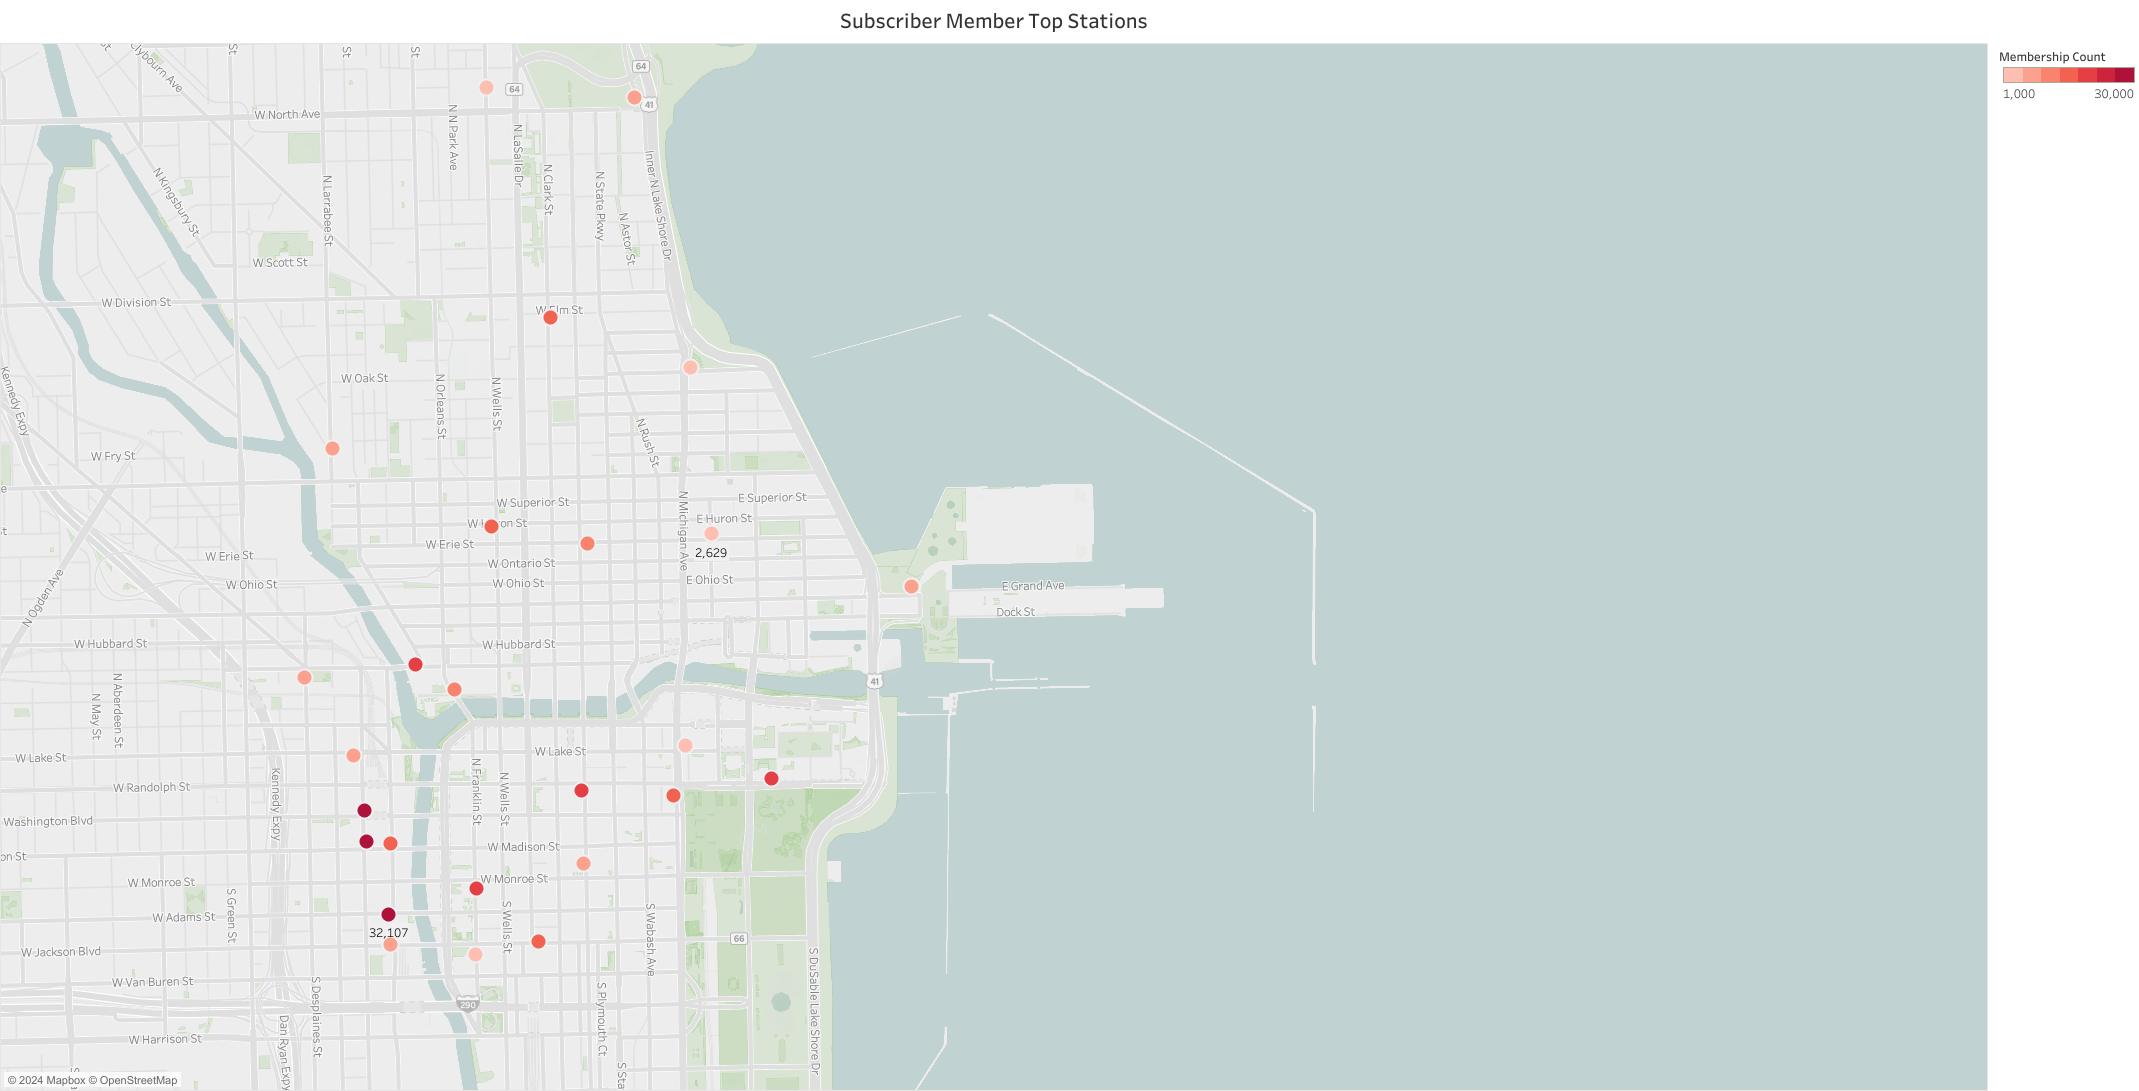 Subscriber Member Top Stations
Membership Count
1,000
30,000
St
Clybourn Ave
St
St
St
64
64
41
W North Ave
N N Park Ave
N LaSalle Dr
N Clark St
N State Pkwy
N Astor St
Inner N Lake Shore Dr
N Kingsbury St
N Larrabee St
W Scott St
W Division St
W Elm St
Kennedy Expy
W Oak St
N Orleans St
N Wells St
N Rush St
W Fry St
e
W Superior St
E Superior St
N Michigan Ave
E Huron St
W on St
st
W Erie St
W Erie St
2,629
W Ontario St
W Ohio St
W Ohio St
E Ohio St
E Grand Ave
Dock St
N Ogden Ave
W Hubbard St
W Hubbard St
41
N May St
N Aberdeen St
W Lake St
W Lake St
Kennedy Expy
N Franklin St
N Wells St
W Randolph St
Washington Blvd
on St
W Madison St
W Monroe St
W Monroe St
S Green St
W Adams St
32,107
S Wells St
S Wabash Ave
W Jackson Blvd
66
W Van Buren St
S Desplaines St
290
S Plymouth Ct
S DuSable Lake Shore Dr
W Harrison St
Dan Ryan Expy
S Sta
© 2024 Mapbox © OpenStreetMap